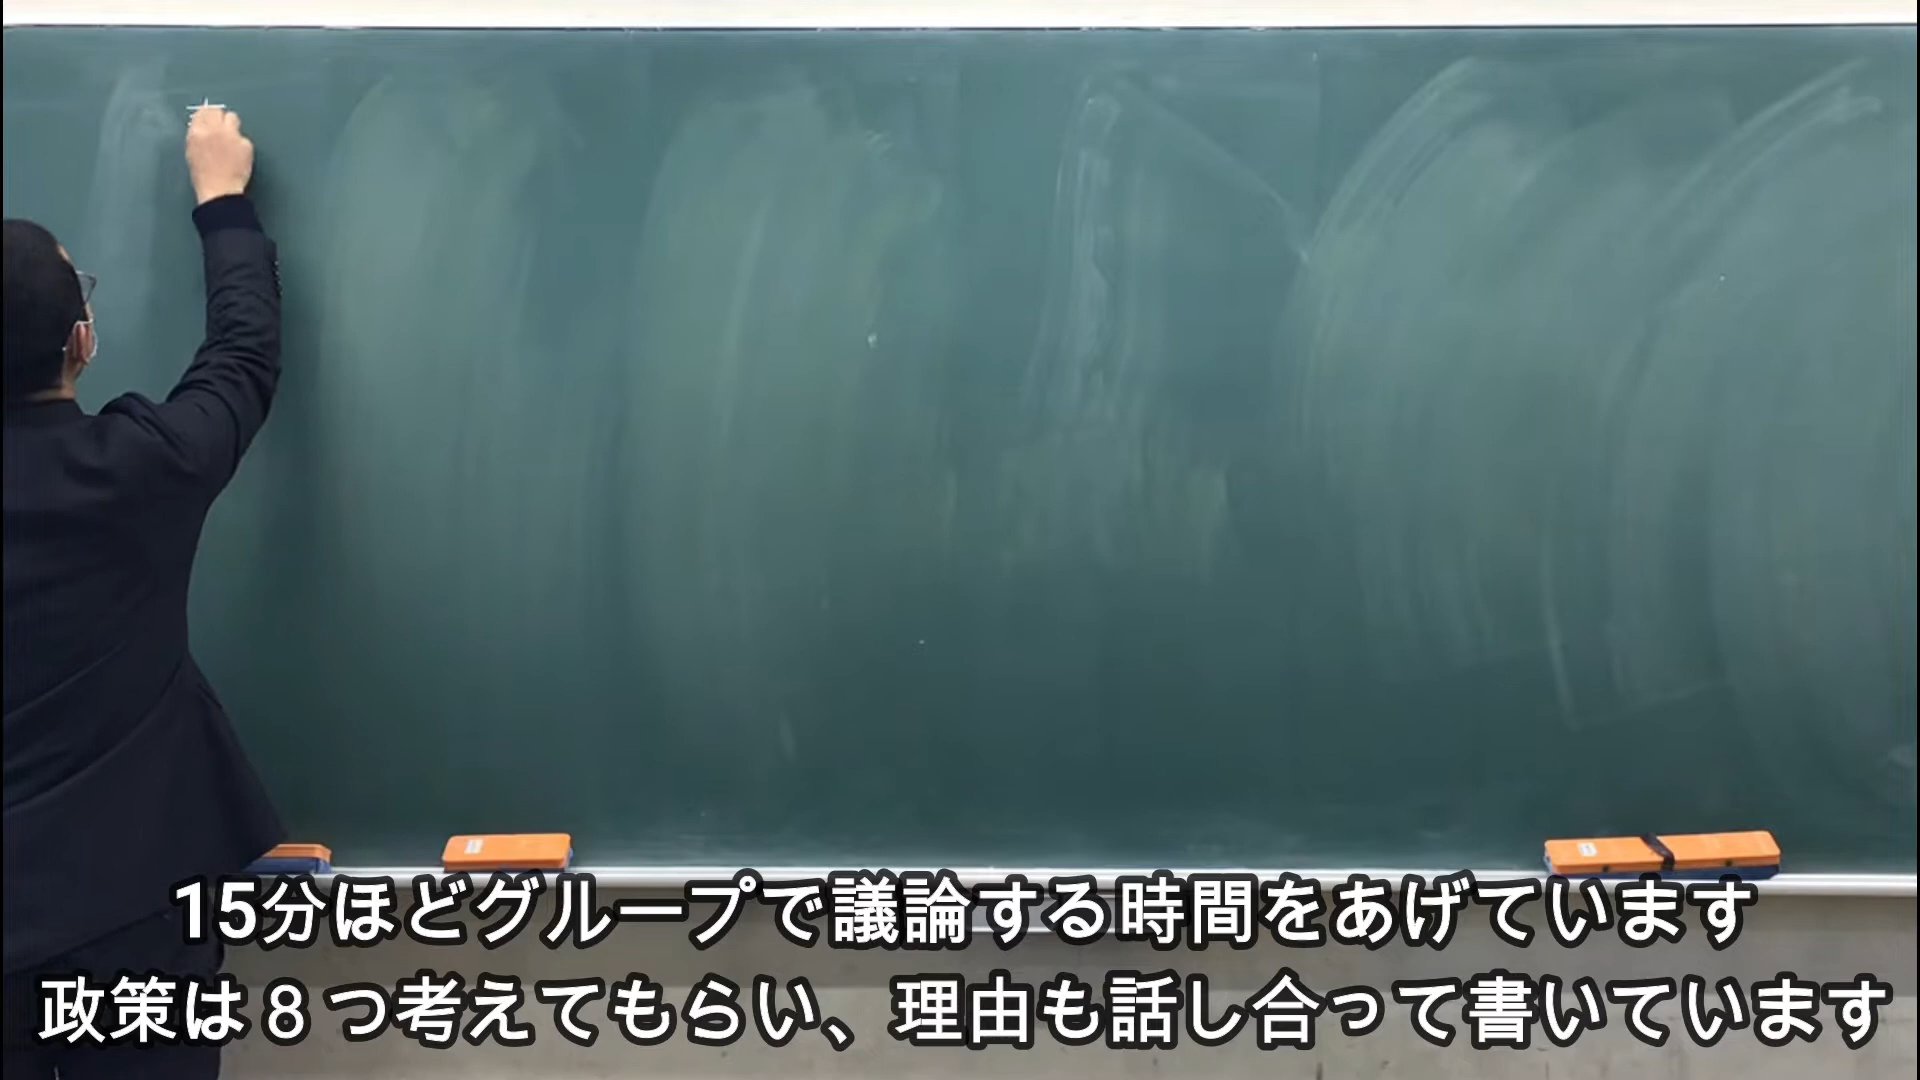 15分ほどグループで議論する時間をあげています
政策は８つ考えてもらい、理由も話し合って書いています